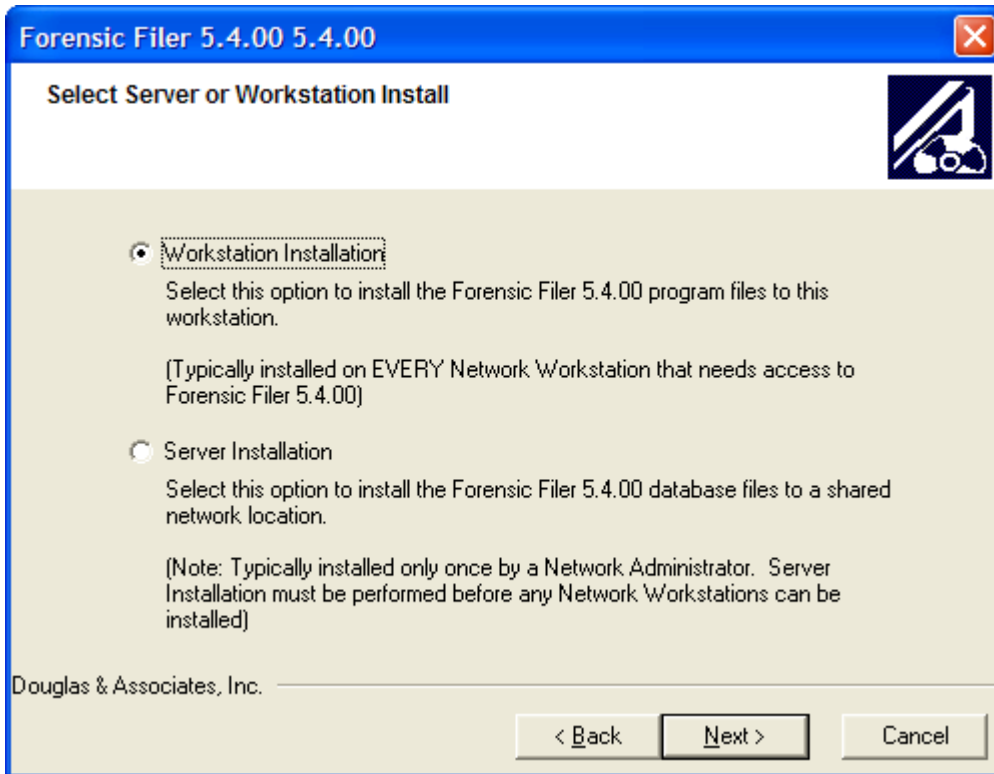 Forensic Filer 5.4.00 5.4.00
Select Server or Workstation Install
Workstation Installation
Select this option to install the Forensic Filer 5.4.00 program files to this
workstation.
(Typically installed on EVERY Network Workstation that needs access to
Forensic Filer 5.4.00)
Server Installation
Select this option to install the Forensic Filer 5.4.00 database files to a shared
network location.
(Note: Typically installed only once by a Network Administrator.  Server
Installation must be performed before any Network Workstations can be
installed)
Douglas & Associates, Inc.
< Back
Next >
Cancel